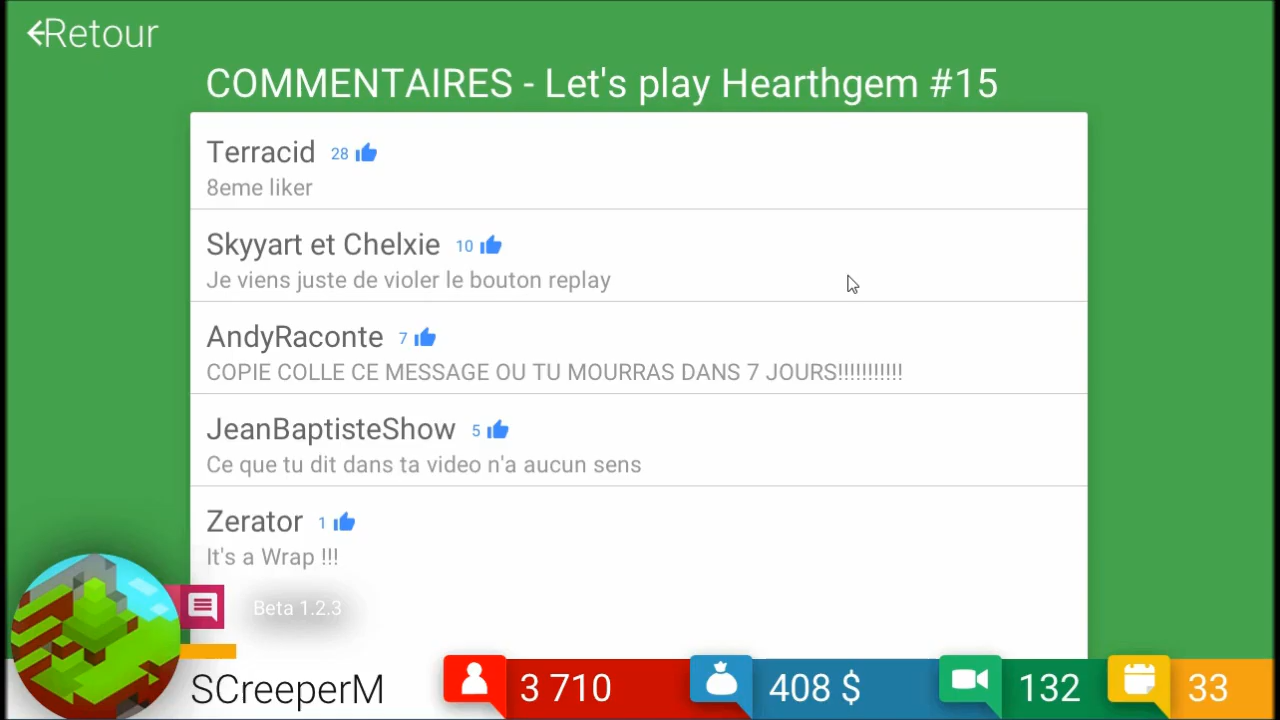 Retour
COMMENTAIRES - Let's play Hearthgem #15
Terracid 28
8eme liker
Skyyart et Chelxie 10
Je viens juste de violer le bouton replay
AndyRaconte 7
COPIE COLLE CE MESSAGE OU TU MOURRAS DANS 7 JOURS!!!!!!!!!!!
JeanBaptisteShow 5
Ce que tu dit dans ta video n'a aucun sens
Zerator 1
It's a Wrap !!!
Beta 1.2.3
SCreeperM 3 710 408 $ 132 33